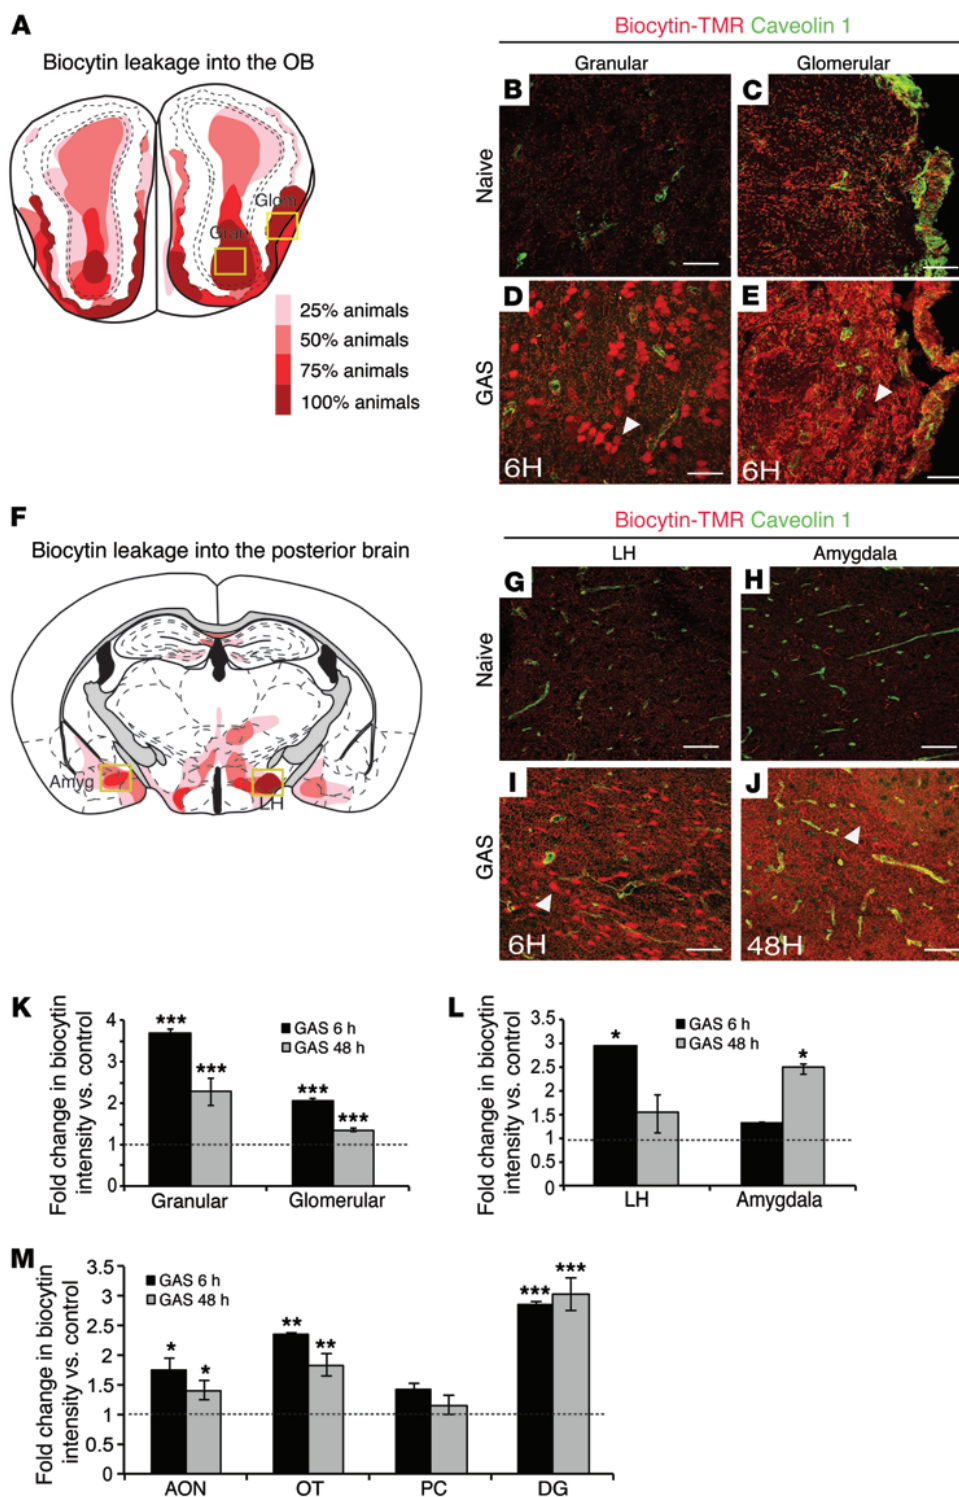 A
Biocytin leakage into the OB
Glom
Gran
25% animals
50% animals
75% animals
100% animals
Biocytin-TMR Caveolin 1
Granular
Glomerular
Naive
B
C
GAS
D
6H
E
6H
F
Biocytin leakage into the posterior brain
Amyg
LH
Biocytin-TMR Caveolin 1
LH
Amygdala
Naive
G
H
GAS
I
6H
J
48H
K
Fold change in biocytin
intensity vs. control
4
3
2
1
0
***
***
***
***
GAS 6 h
GAS 48 h
Granular
Glomerular
L
Fold change in biocytin
intensity vs. control
3.5
3
2.5
2
1.5
1
0.5
0
*
*
GAS 6 h
GAS 48 h
LH
Amygdala
M
Fold change in biocytin
intensity vs. control
3.5
3
2.5
2
1.5
1
0.5
0
GAS 6 h
GAS 48 h
*
*
**
**
***
***
AON
OT
PC
DG